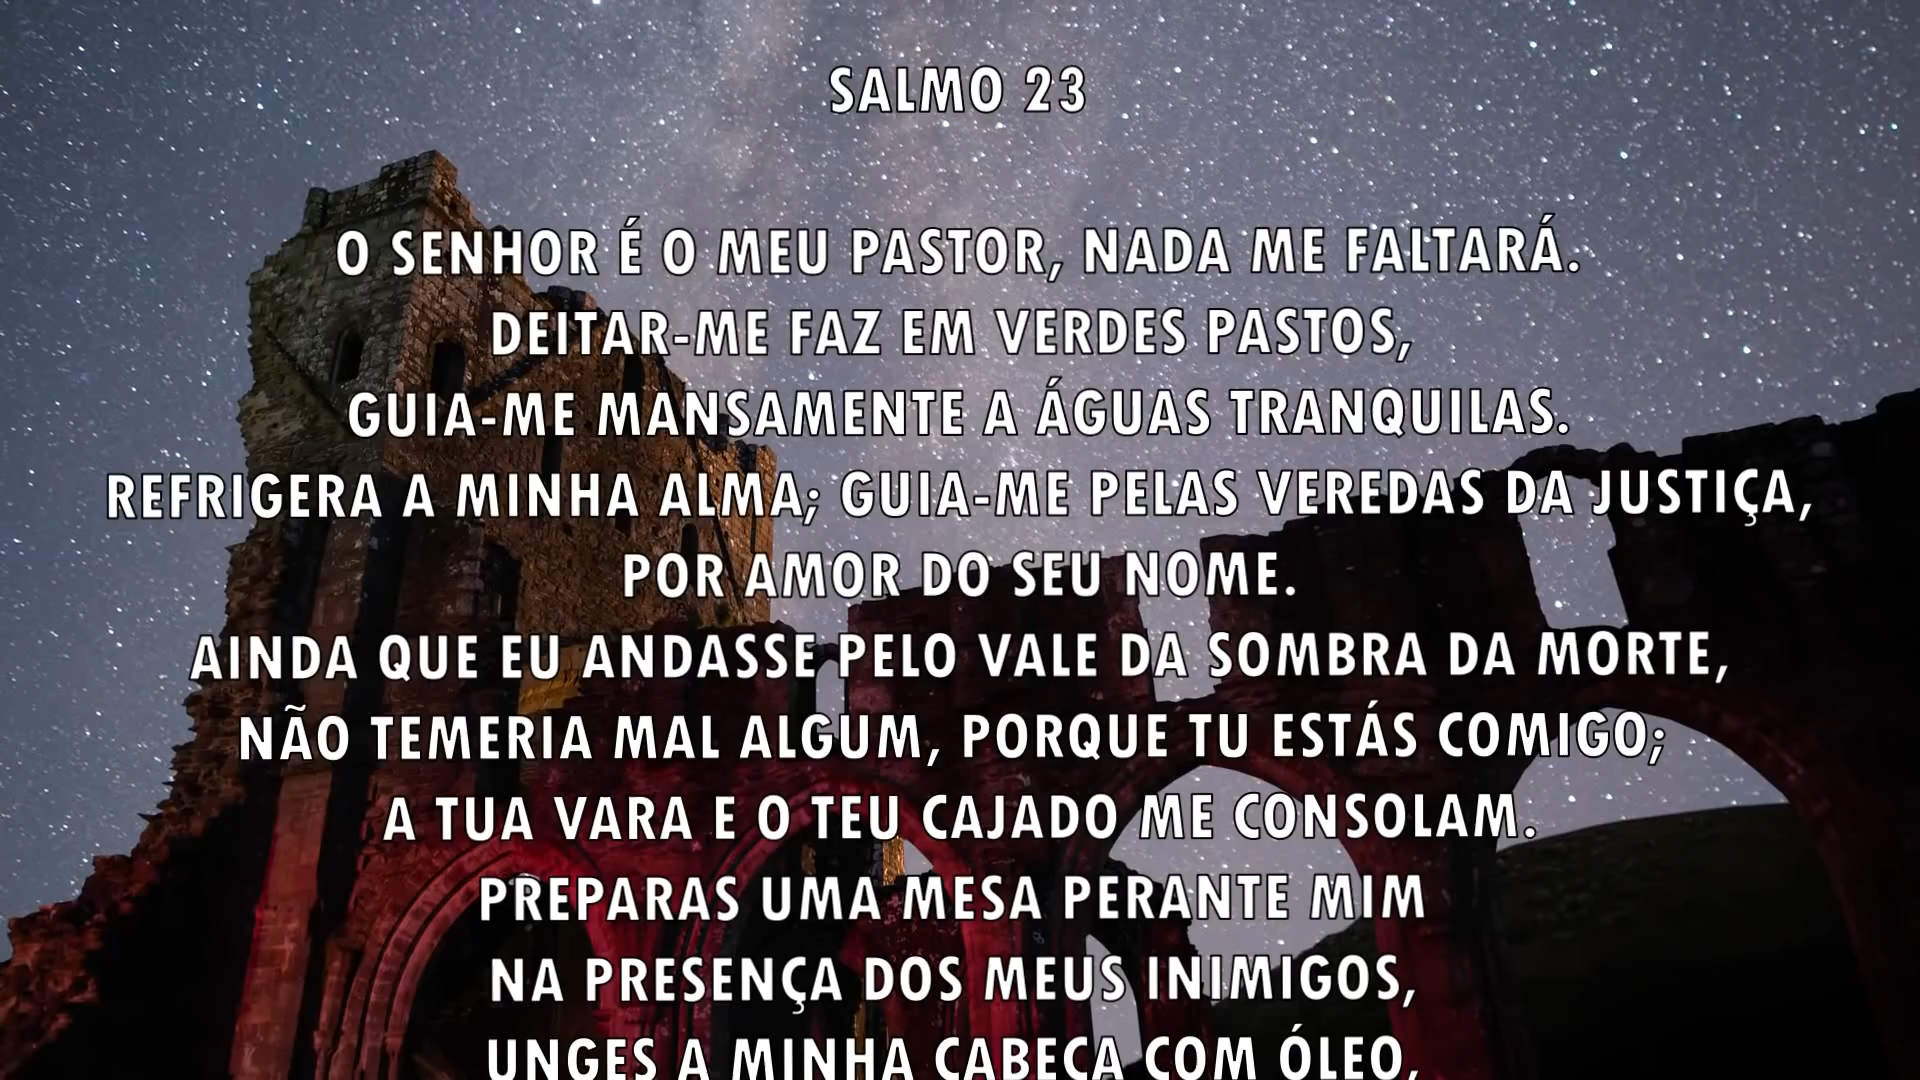 SALMO 23
O SENHOR É O MEU PASTOR, NADA ME FALTARÁ.
DEITAR-ME FAZ EM VERDES PASTOS,
GUIA-ME MANSAMENTE A ÁGUAS TRANQUILAS.
REFRIGERA A MINHA ALMA; GUIA-ME PELAS VEREDAS DA JUSTIÇA,
POR AMOR DO SEU NOME.
AINDA QUE EU ANDASSE PELO VALE DA SOMBRA DA MORTE,
NÃO TEMERIA MAL ALGUM, PORQUE TU ESTÁS COMIGO;
A TUA VARA E O TEU CAJADO ME CONSOLAM.
PREPARAS UMA MESA PERANTE MIM
NA PRESENÇA DOS MEUS INIMIGOS,
UNGES A MINHA CABEÇA COM ÓLEO,